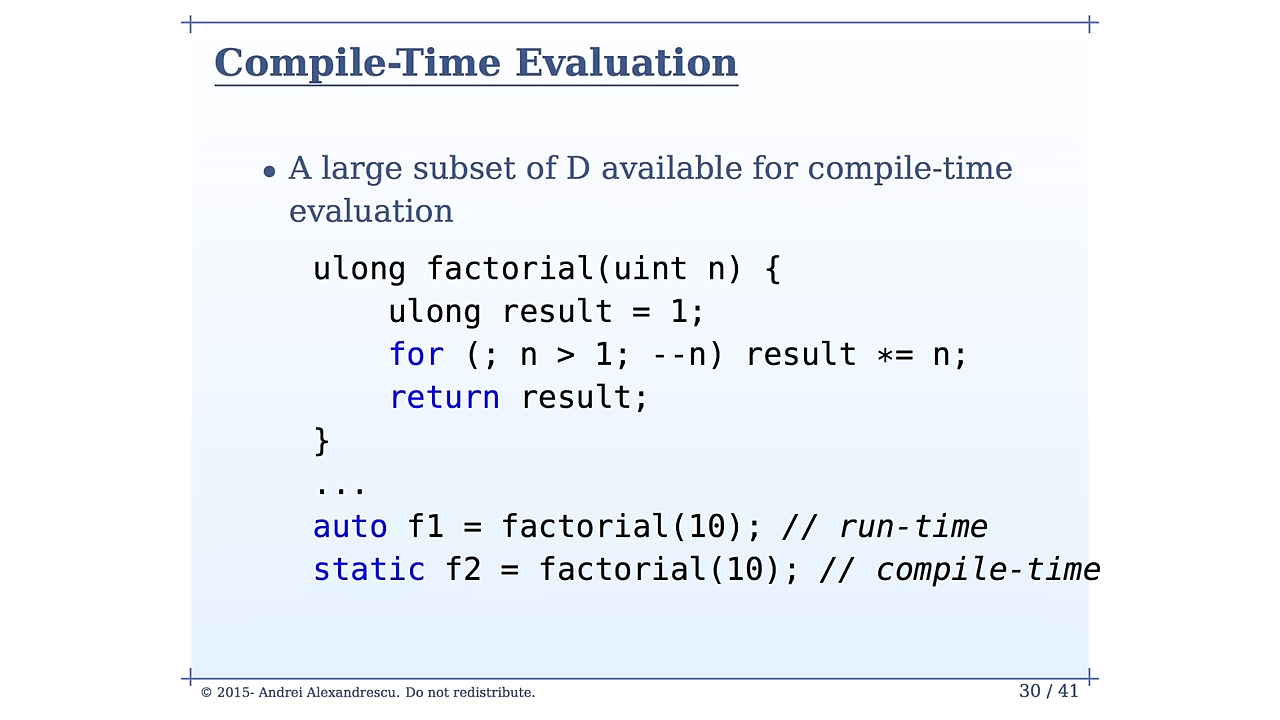 Compile-Time Evaluation
• A large subset of D available for compile-time
evaluation
ulong factorial(uint n) {
    ulong result = 1;
    for (; n > 1; --n) result *= n;
    return result;
}
...
auto f1 = factorial(10); // run-time
static f2 = factorial(10); // compile-time
© 2015- Andrei Alexandrescu. Do not redistribute.
30 / 41